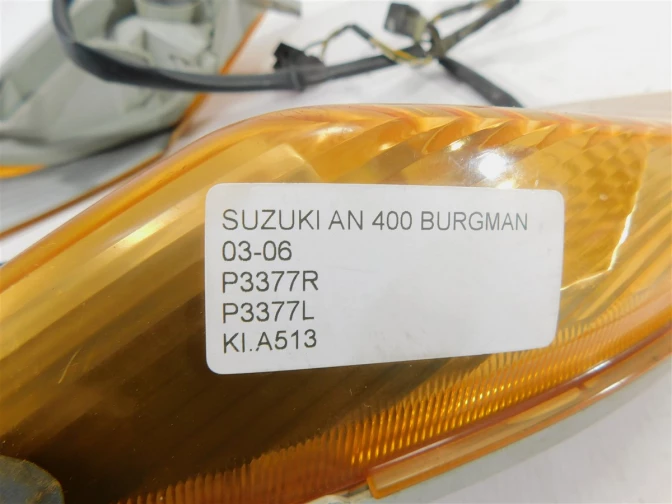 SUZUKI AN 400 BURGMAN
03-06
P3377R
P3377L
KI.A513